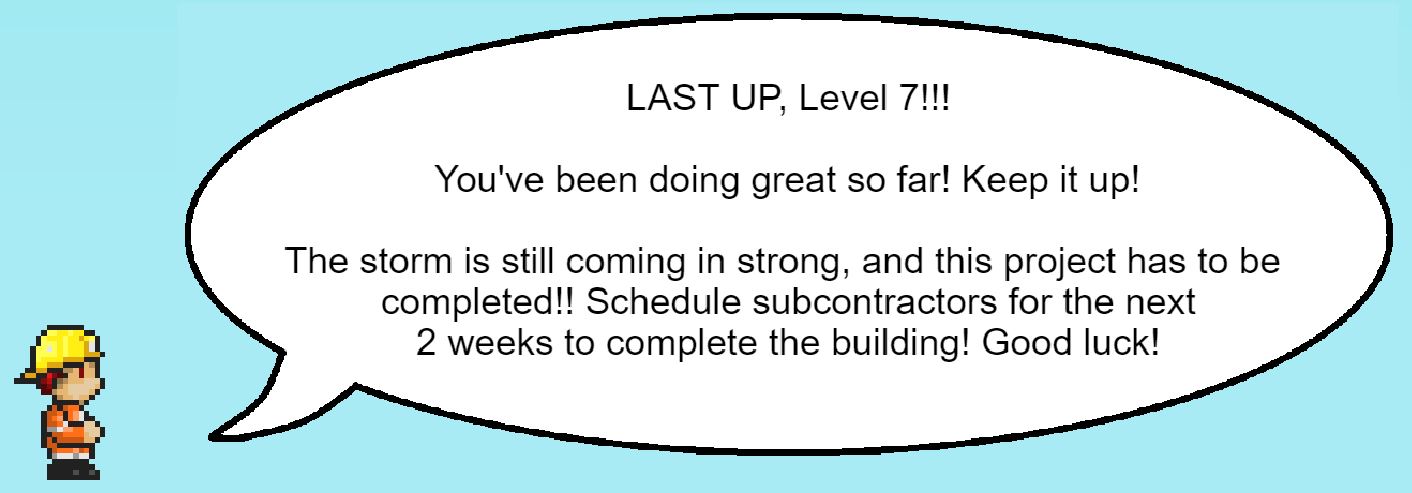 LAST UP, Level 7!!!
You've been doing great so far! Keep it up!
The storm is still coming in strong, and this project has to be
completed!! Schedule subcontractors for the next
2 weeks to complete the building! Good luck!